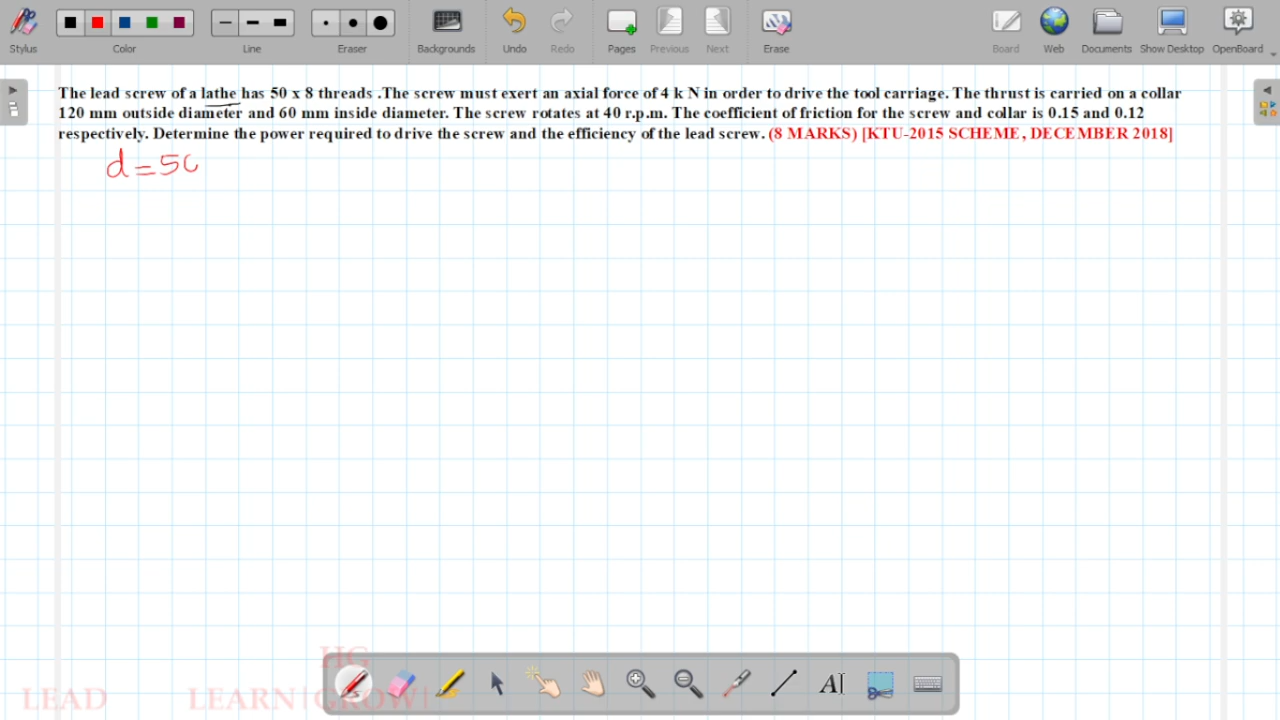 Stylus Color Line Eraser Backgrounds Undo Redo Pages Previous Next Erase Board Web Documents Show Desktop OpenBoard
The lead screw of a lathe has 50 x 8 threads .The screw must exert an axial force of 4 k N in order to drive the tool carriage. The thrust is carried on a collar
120 mm outside diameter and 60 mm inside diameter. The screw rotates at 40 r.p.m. The coefficient of friction for the screw and collar is 0.15 and 0.12
respectively. Determine the power required to drive the screw and the efficiency of the lead screw. (8 MARKS) [KTU-2015 SCHEME, DECEMBER 2018]
d = 50
HG
LEAD LEARN|GROW|